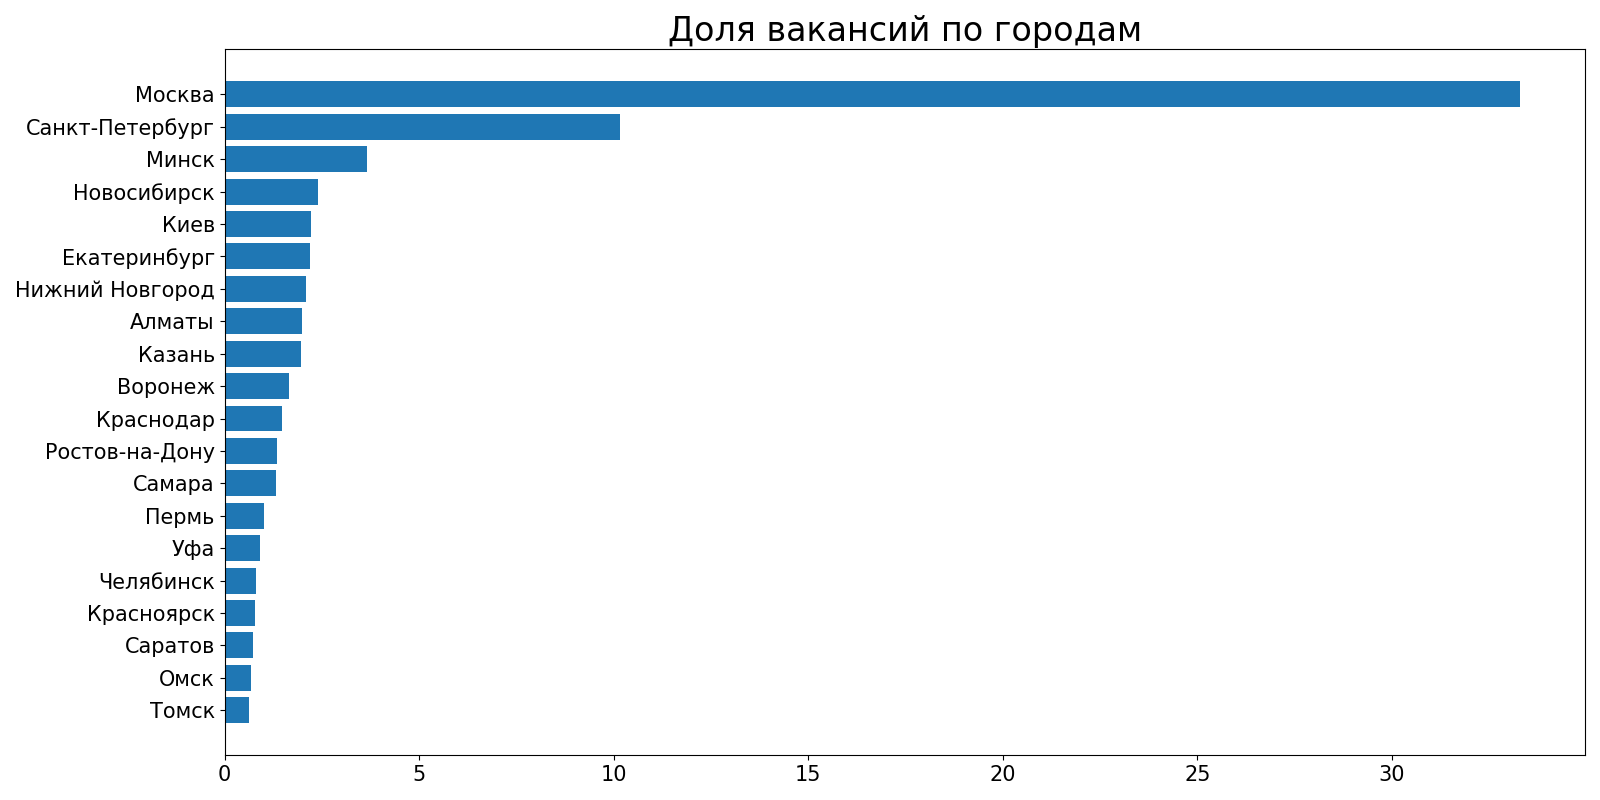 Доля вакансий по городам
Москва
Санкт-Петербург
Минск
Новосибирск
Киев
Екатеринбург
Нижний Новгород
Алматы
Казань
Воронеж
Краснодар
Ростов-на-Дону
Самара
Пермь
Уфа
Челябинск
Красноярск
Саратов
Омск
Томск
0 5 10 15 20 25 30